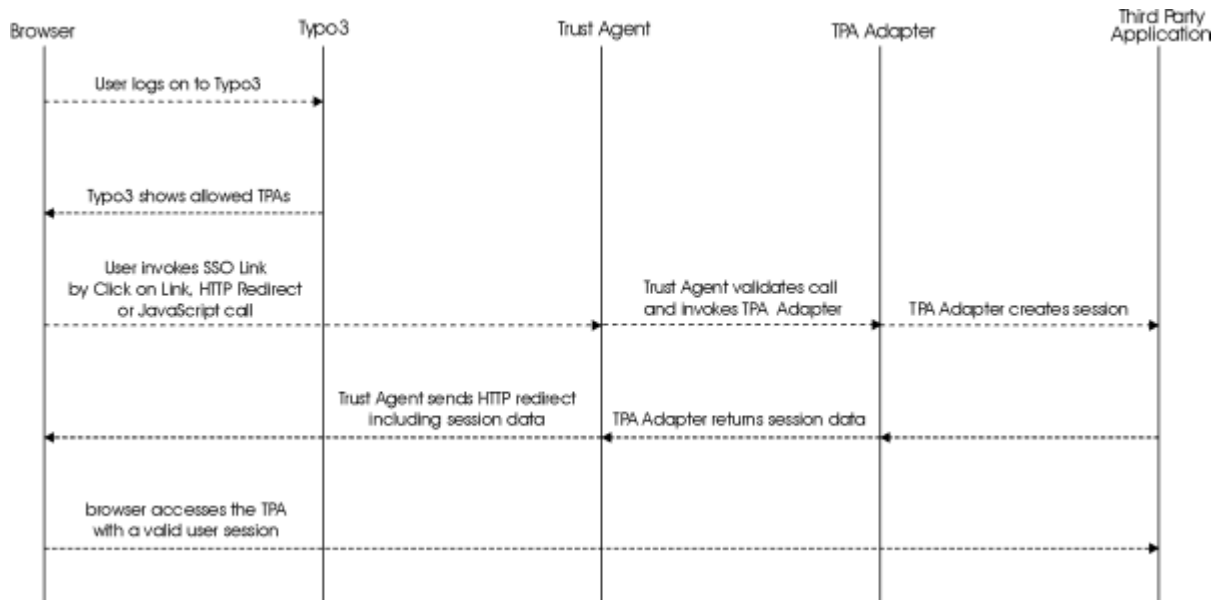 Browser
Typo3
Trust Agent
TPA Adapter
Third Party
Application
User logs on to Typo3
Typo3 shows allowed TPAs
User invokes SSO Link
by Click on Link, HTTP Redirect
or JavaScript call
Trust Agent validates call
and invokes TPA Adapter
TPA Adapter creates session
Trust Agent sends HTTP redirect
including session data
TPA Adapter returns session data
browser accesses the TPA
with a valid user session